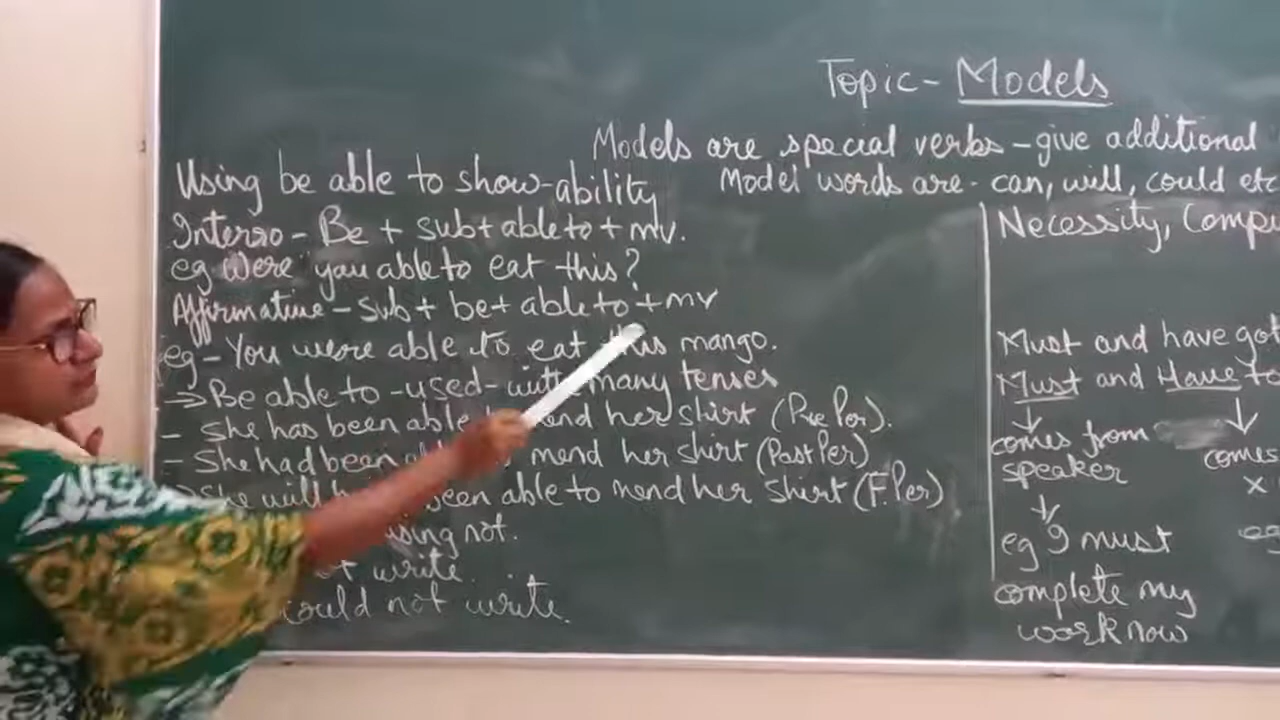 Topic - Models
Models are special verbs - give additional
Model words are - can, will, could etc
Using be able to show-ability
Interro - Be + sub + able to + mv.
eg Were you able to eat this?
Affirmative - sub + be + able to + mv
eg - You were able to eat this mango.
→ Be able to - used - with many tenses
- She has been able mend her shirt (Pre Per).
- She had been mend her shirt (Past Per)
→ She will been able to mend her shirt (F. Per)
using not.
write.
could not write.
Necessity,
Must and have got
Must and Have to
↓ ↓
comes from
speaker
↓
eg I must
complete my
work now
comes
x
eg